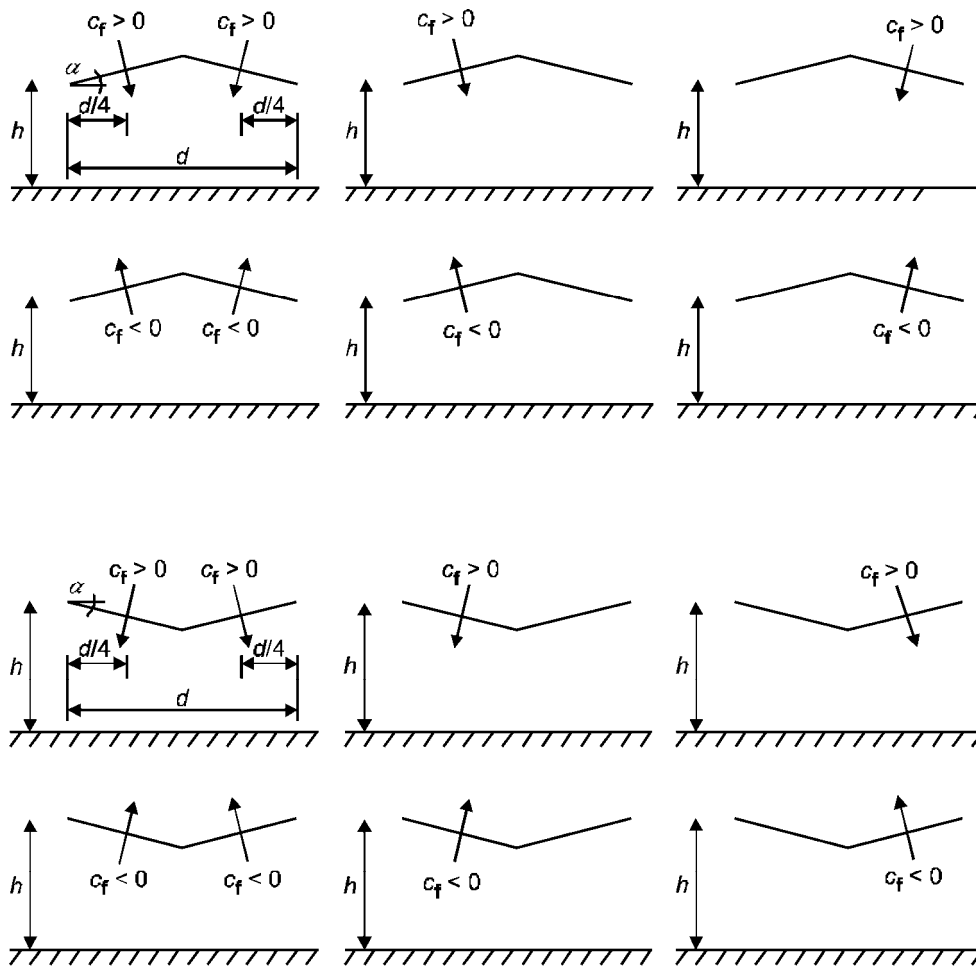 c_f > 0 c_f > 0 c_f > 0 c_f > 0
α
d/4 d/4
h h h
d
c_f < 0 c_f < 0 c_f < 0 c_f < 0
h h h
c_f > 0 c_f > 0 c_f > 0 c_f > 0
α
d/4 d/4
h h h
d
c_f < 0 c_f < 0 c_f < 0 c_f < 0
h h h